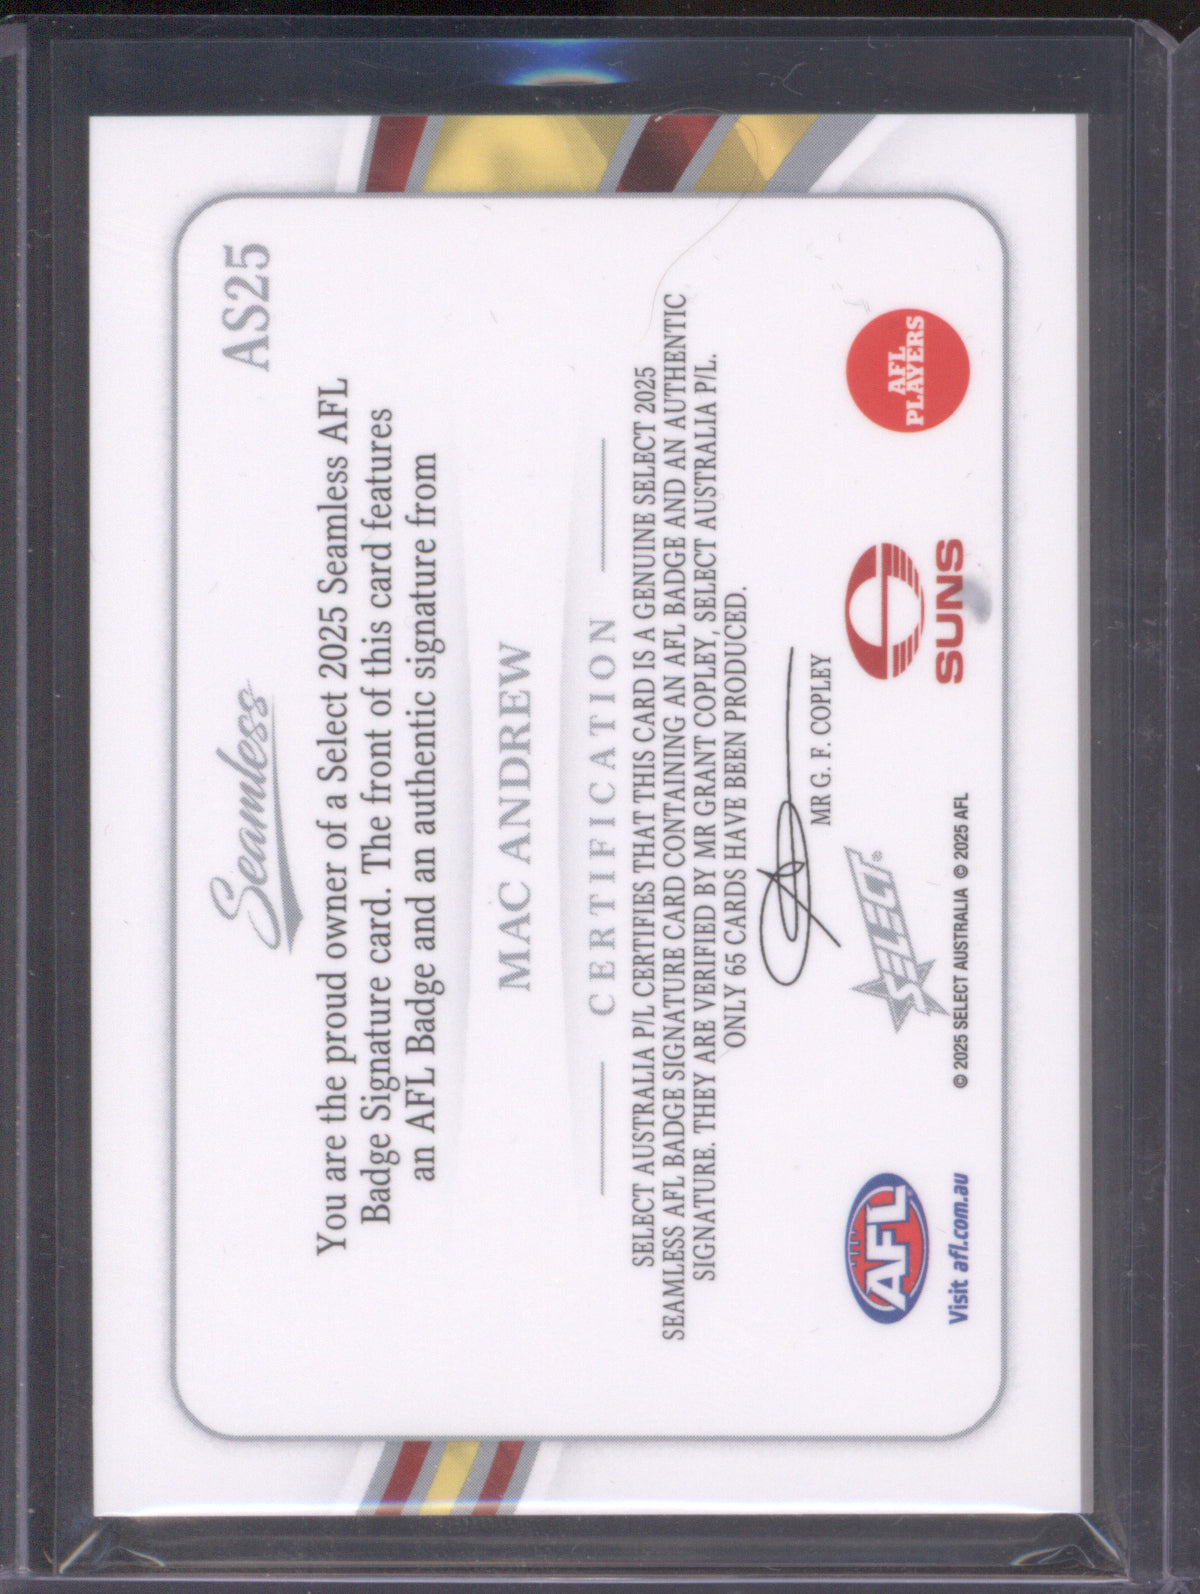 AS25
Seamless
You are the proud owner of a Select 2025 Seamless AFL
Badge Signature card. The front of this card features
an AFL Badge and an authentic signature from
MAC ANDREW
CERTIFICATION
SELECT AUSTRALIA P/L CERTIFIES THAT THIS CARD IS A GENUINE SELECT 2025
SEAMLESS AFL BADGE SIGNATURE CARD CONTAINING AN AFL BADGE AND AN AUTHENTIC
SIGNATURE. THEY ARE VERIFIED BY MR GRANT COPLEY, SELECT AUSTRALIA P/L.
ONLY 65 CARDS HAVE BEEN PRODUCED.
MR G. F. COPLEY
AFL
Visit afl.com.au
SELECT®
© 2025 SELECT AUSTRALIA © 2025 AFL
SUNS
AFL
PLAYERS